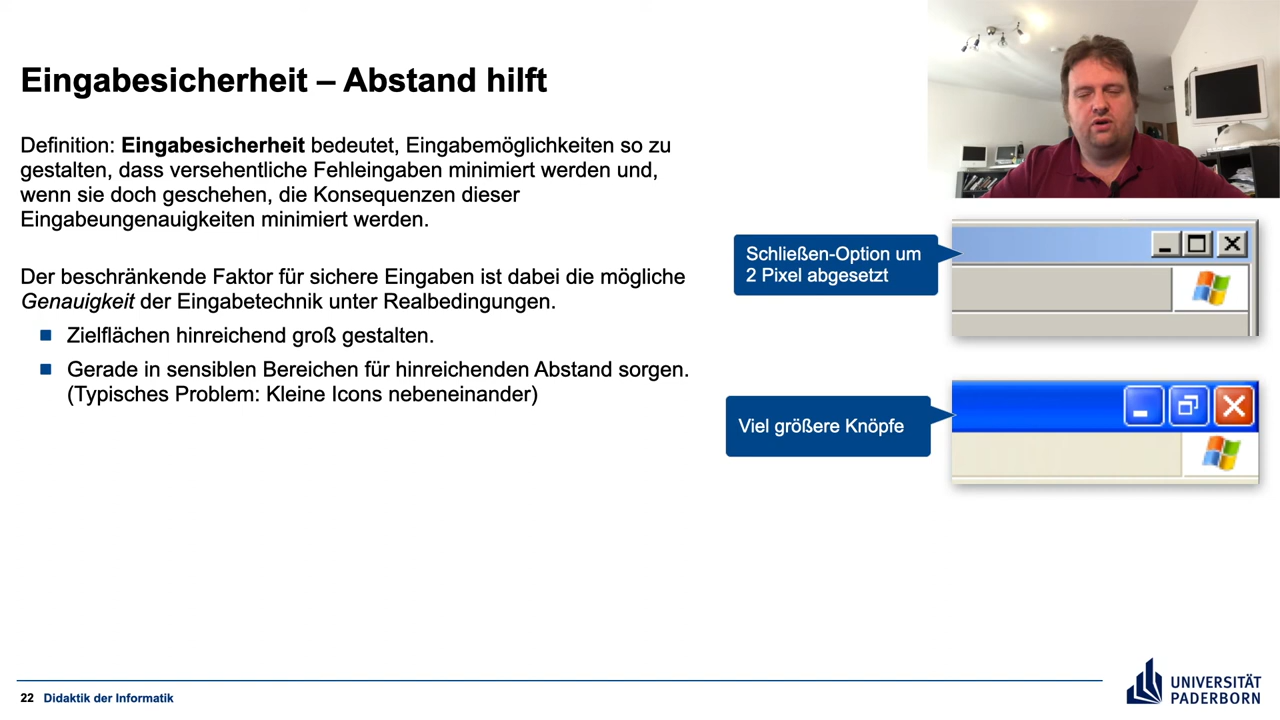 Eingabesicherheit – Abstand hilft
Definition: Eingabesicherheit bedeutet, Eingabemöglichkeiten so zu
gestalten, dass versehentliche Fehleingaben minimiert werden und,
wenn sie doch geschehen, die Konsequenzen dieser
Eingabeungenauigkeiten minimiert werden.
Der beschränkende Faktor für sichere Eingaben ist dabei die mögliche
Genauigkeit der Eingabetechnik unter Realbedingungen.
Zielflächen hinreichend groß gestalten.
Gerade in sensiblen Bereichen für hinreichenden Abstand sorgen.
(Typisches Problem: Kleine Icons nebeneinander)
Schließen-Option um
2 Pixel abgesetzt
Viel größere Knöpfe
22 Didaktik der Informatik
UNIVERSITÄT
PADERBORN